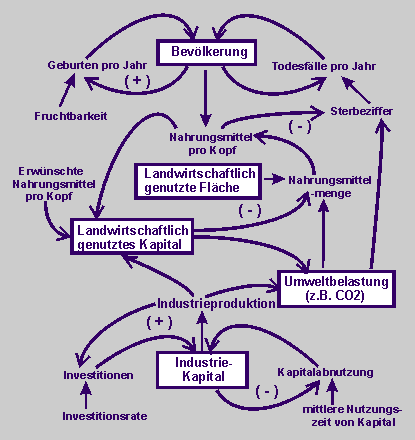 Bevölkerung
Geburten pro Jahr
Todesfälle pro Jahr
( + )
Fruchtbarkeit
Sterbeziffer
( - )
Nahrungsmittel
pro Kopf
Erwünschte
Nahrungsmittel
pro Kopf
Landwirtschaftlich
genutzte Fläche
Nahrungsmittel
-menge
( - )
Landwirtschaftlich
genutztes Kapital
Umweltbelastung
(z.B. CO2)
Industrieproduktion
( + )
Investitionen
Industrie-
Kapital
Kapitalabnutzung
( - )
Investitionsrate
mittlere Nutzungs-
zeit von Kapital